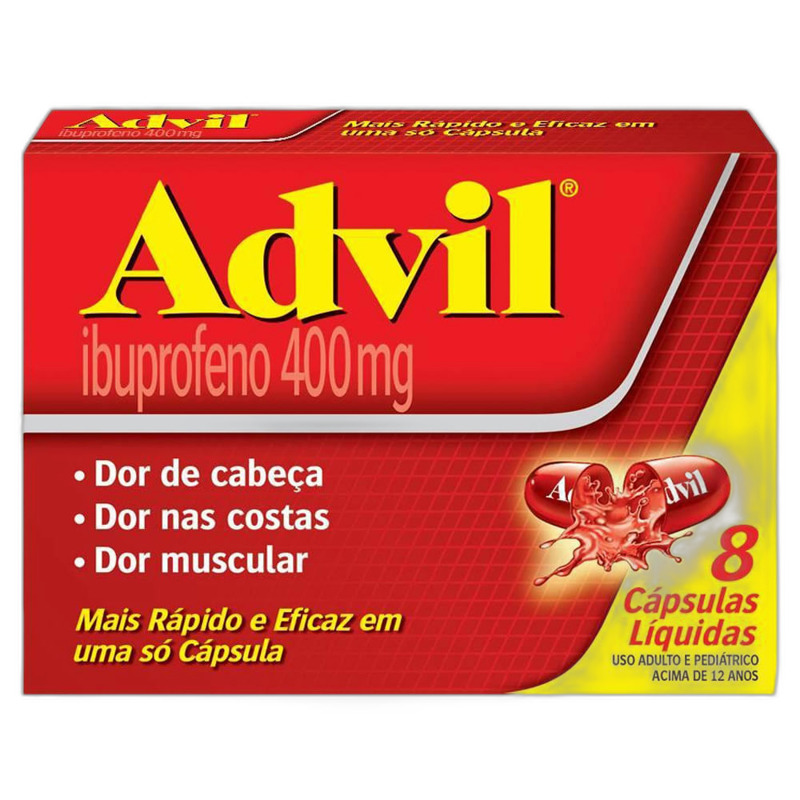 Advil
ibuprofeno 400mg
Mais Rápido e Eficaz em
uma só Cápsula
Advil®
ibuprofeno 400mg
• Dor de cabeça
• Dor nas costas
• Dor muscular
Mais Rápido e Eficaz em
uma só Cápsula
Ad dvil
8
Cápsulas
Líquidas
USO ADULTO E PEDIÁTRICO
ACIMA DE 12 ANOS